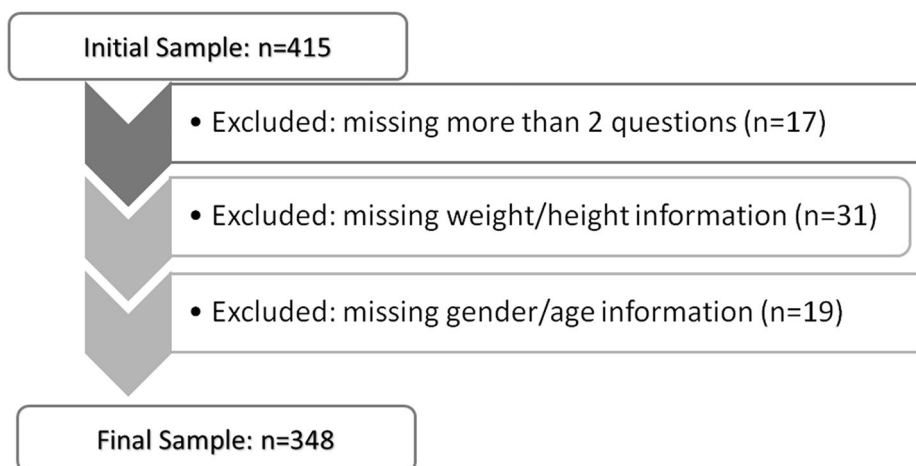 Initial Sample: n=415
• Excluded: missing more than 2 questions (n=17)
• Excluded: missing weight/height information (n=31)
• Excluded: missing gender/age information (n=19)
Final Sample: n=348